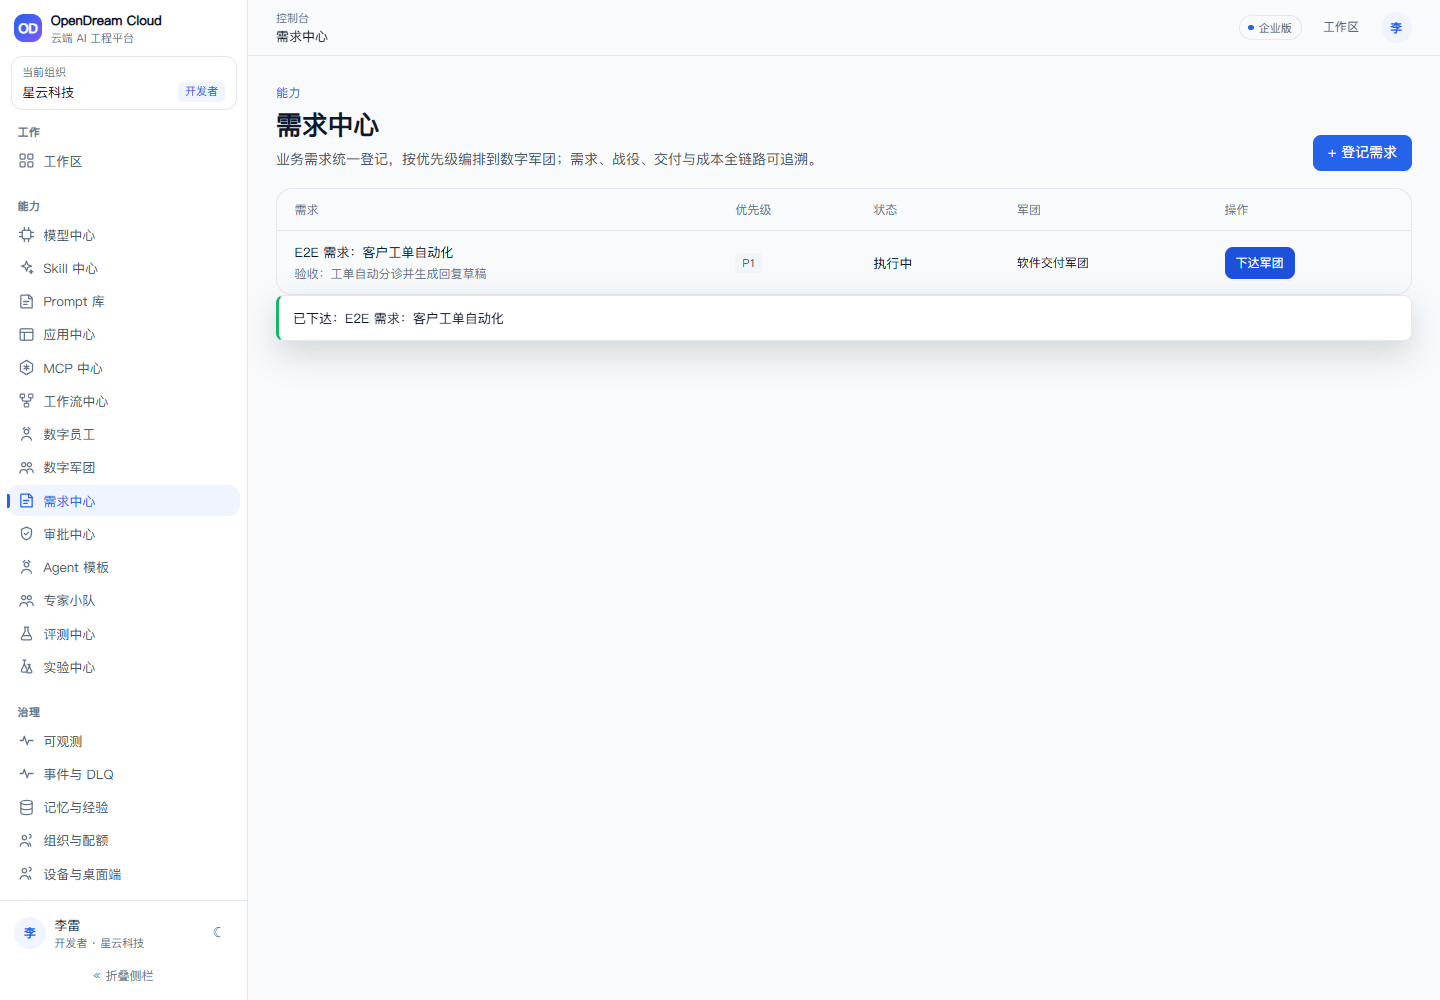 OD
OpenDream Cloud
云端 AI 工程平台
当前组织
星云科技
开发者
工作
工作区
能力
模型中心
Skill 中心
Prompt 库
应用中心
MCP 中心
工作流中心
数字员工
数字军团
需求中心
审批中心
Agent 模板
专家小队
评测中心
实验中心
治理
可观测
事件与 DLQ
记忆与经验
组织与配额
设备与桌面端
李
李雷
开发者 · 星云科技
☾
« 折叠侧栏
控制台
需求中心
企业版
工作区
李
能力
需求中心
业务需求统一登记，按优先级编排到数字军团；需求、战役、交付与成本全链路可追溯。
+ 登记需求
需求 优先级 状态 军团 操作
E2E 需求：客户工单自动化
验收：工单自动分诊并生成回复草稿
P1
执行中
软件交付军团
下达军团
已下达：E2E 需求：客户工单自动化